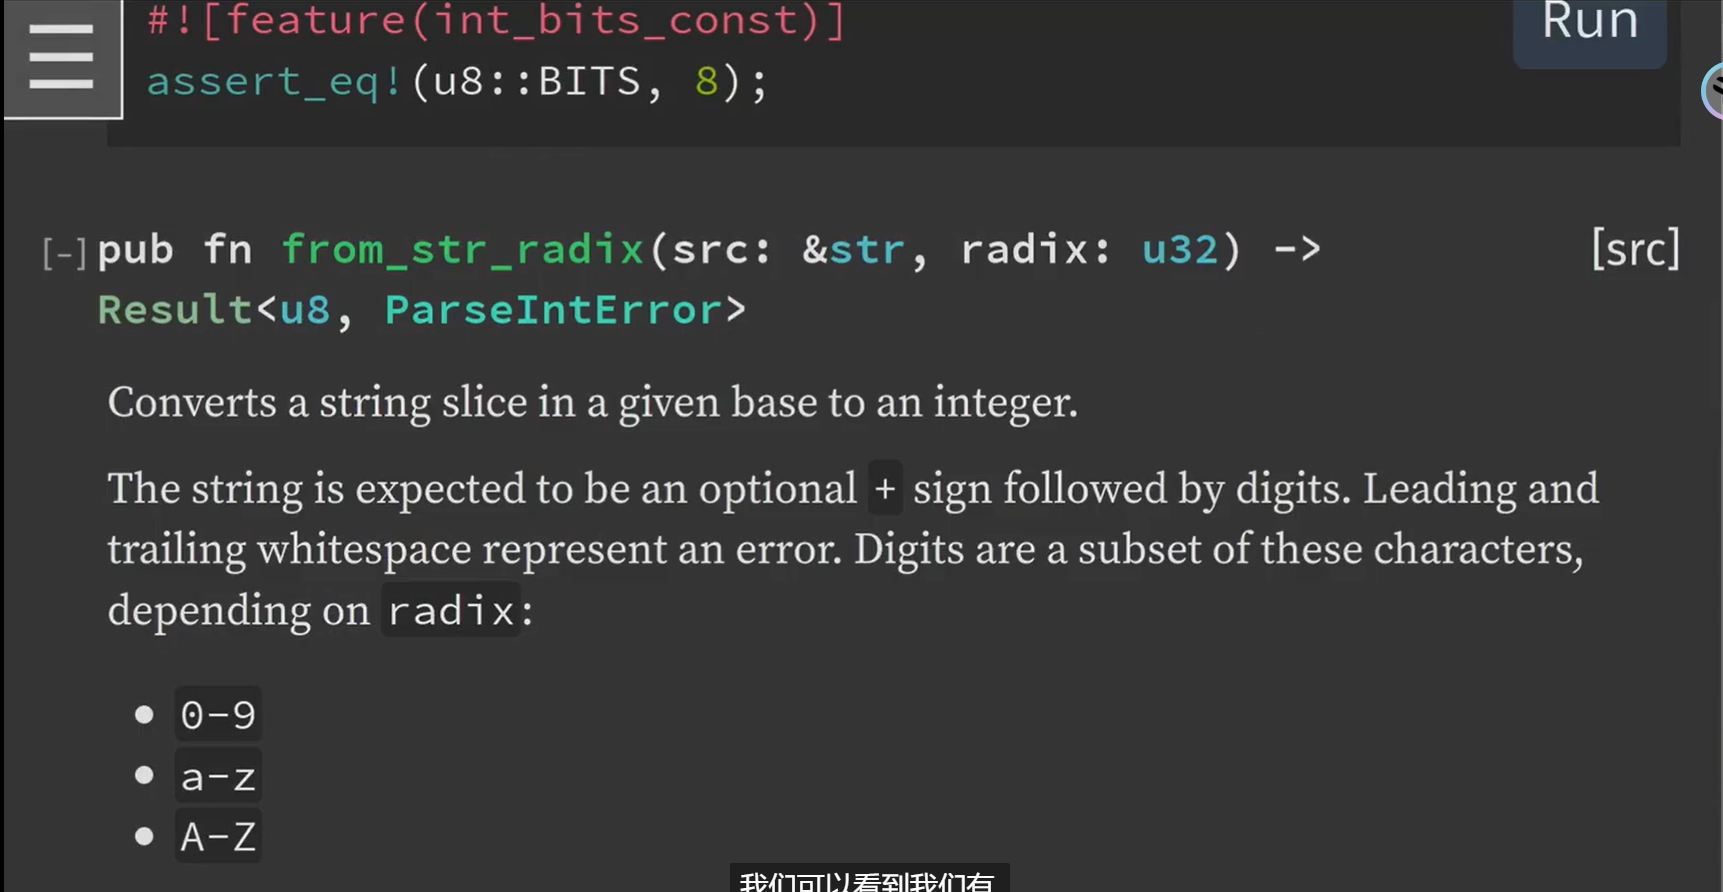 #![feature(int_bits_const)]
Run
assert_eq!(u8::BITS, 8);
[-] pub fn from_str_radix(src: &str, radix: u32) -> [src]
Result<u8, ParseIntError>
Converts a string slice in a given base to an integer.
The string is expected to be an optional + sign followed by digits. Leading and
trailing whitespace represent an error. Digits are a subset of these characters,
depending on radix:
• 0-9
• a-z
• A-Z
我们可以看到我们有